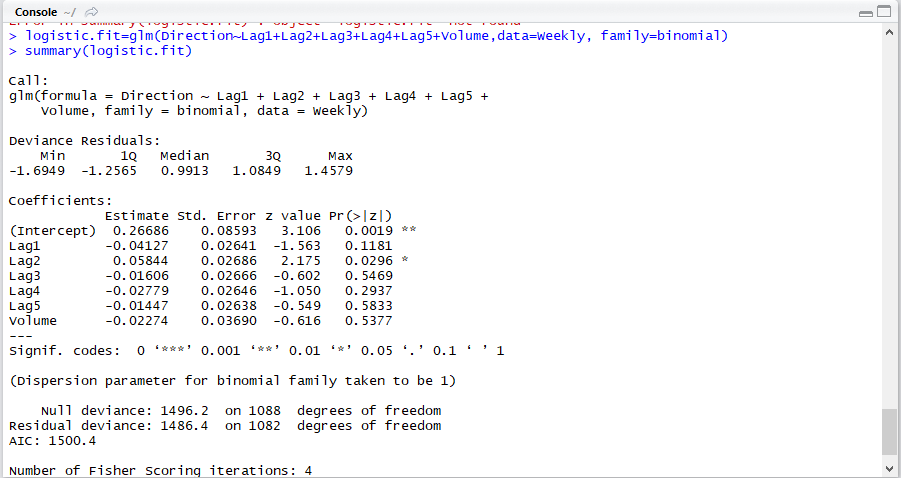 Console ~/
Error in summary(logistic.fit) : object 'logistic.fit' not found
> logistic.fit=glm(Direction~Lag1+Lag2+Lag3+Lag4+Lag5+Volume,data=Weekly, family=binomial)
> summary(logistic.fit)
Call:
glm(formula = Direction ~ Lag1 + Lag2 + Lag3 + Lag4 + Lag5 +
    Volume, family = binomial, data = Weekly)
Deviance Residuals:
    Min      1Q  Median      3Q     Max
-1.6949 -1.2565  0.9913  1.0849  1.4579
Coefficients:
            Estimate Std. Error z value Pr(>|z|)
(Intercept)  0.26686    0.08593   3.106   0.0019 **
Lag1        -0.04127    0.02641  -1.563   0.1181
Lag2         0.05844    0.02686   2.175   0.0296 *
Lag3        -0.01606    0.02666  -0.602   0.5469
Lag4        -0.02779    0.02646  -1.050   0.2937
Lag5        -0.01447    0.02638  -0.549   0.5833
Volume      -0.02274    0.03690  -0.616   0.5377
---
Signif. codes:  0 ‘***’ 0.001 ‘**’ 0.01 ‘*’ 0.05 ‘.’ 0.1 ‘ ’ 1
(Dispersion parameter for binomial family taken to be 1)
    Null deviance: 1496.2  on 1088  degrees of freedom
Residual deviance: 1486.4  on 1082  degrees of freedom
AIC: 1500.4
Number of Fisher Scoring iterations: 4